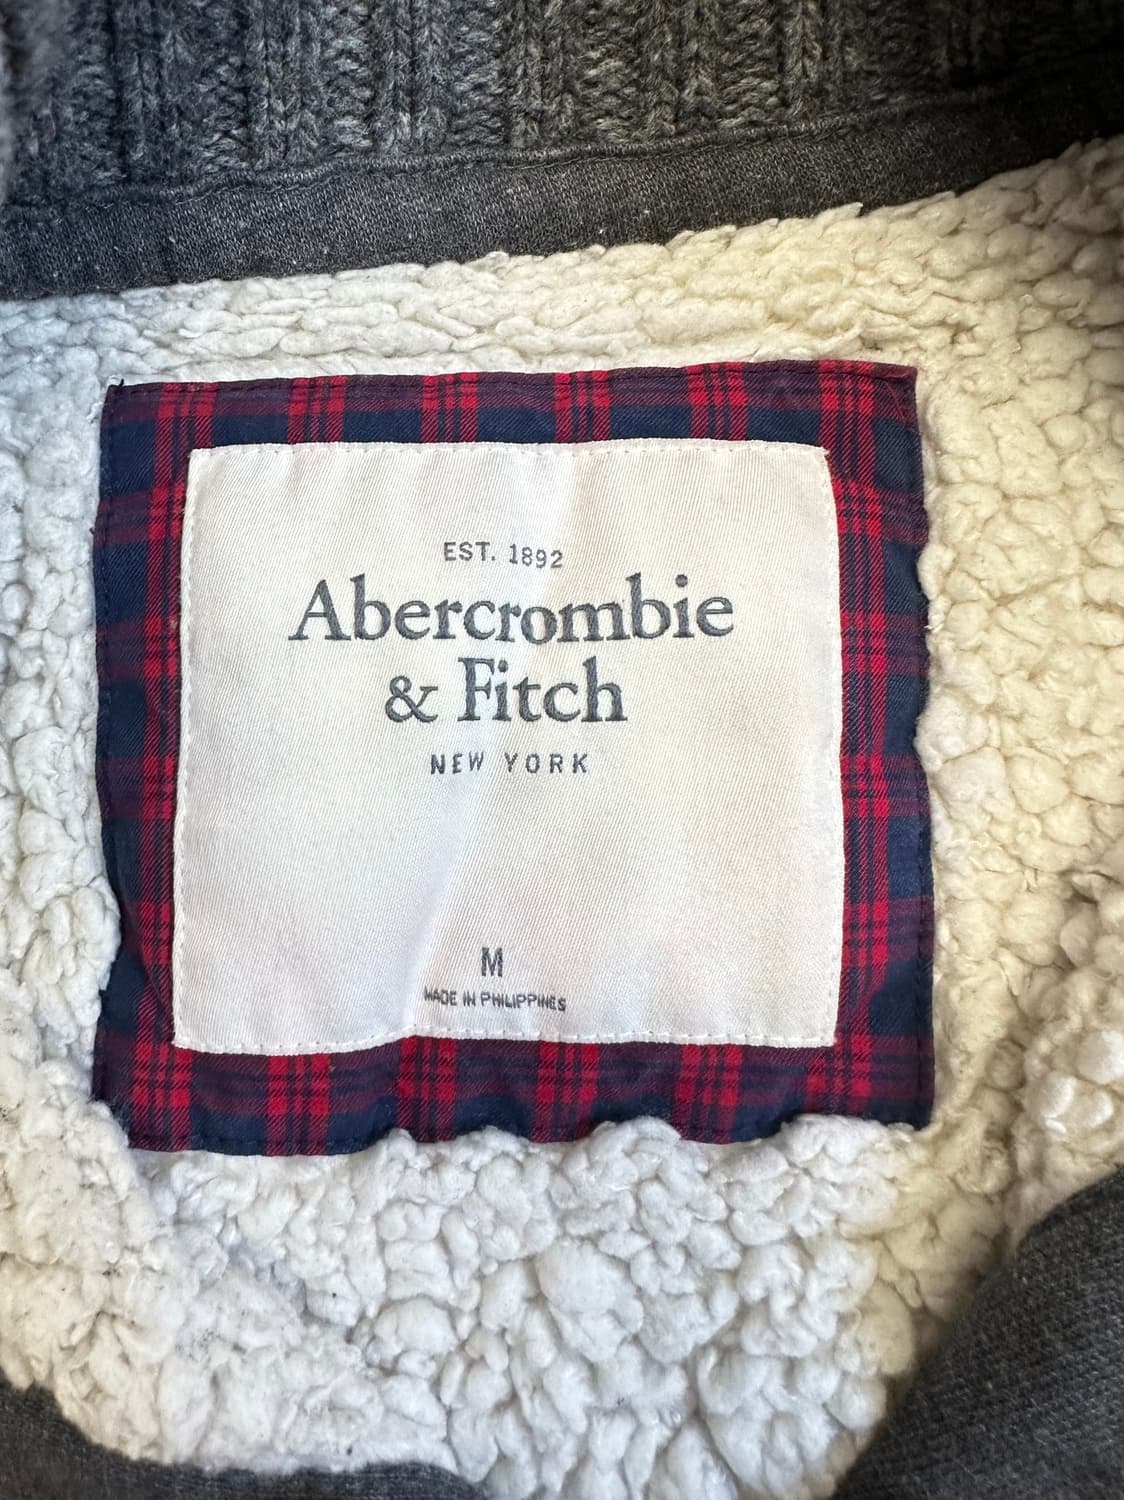 EST. 1892
Abercrombie
& Fitch
NEW YORK
M
MADE IN PHILIPPINES